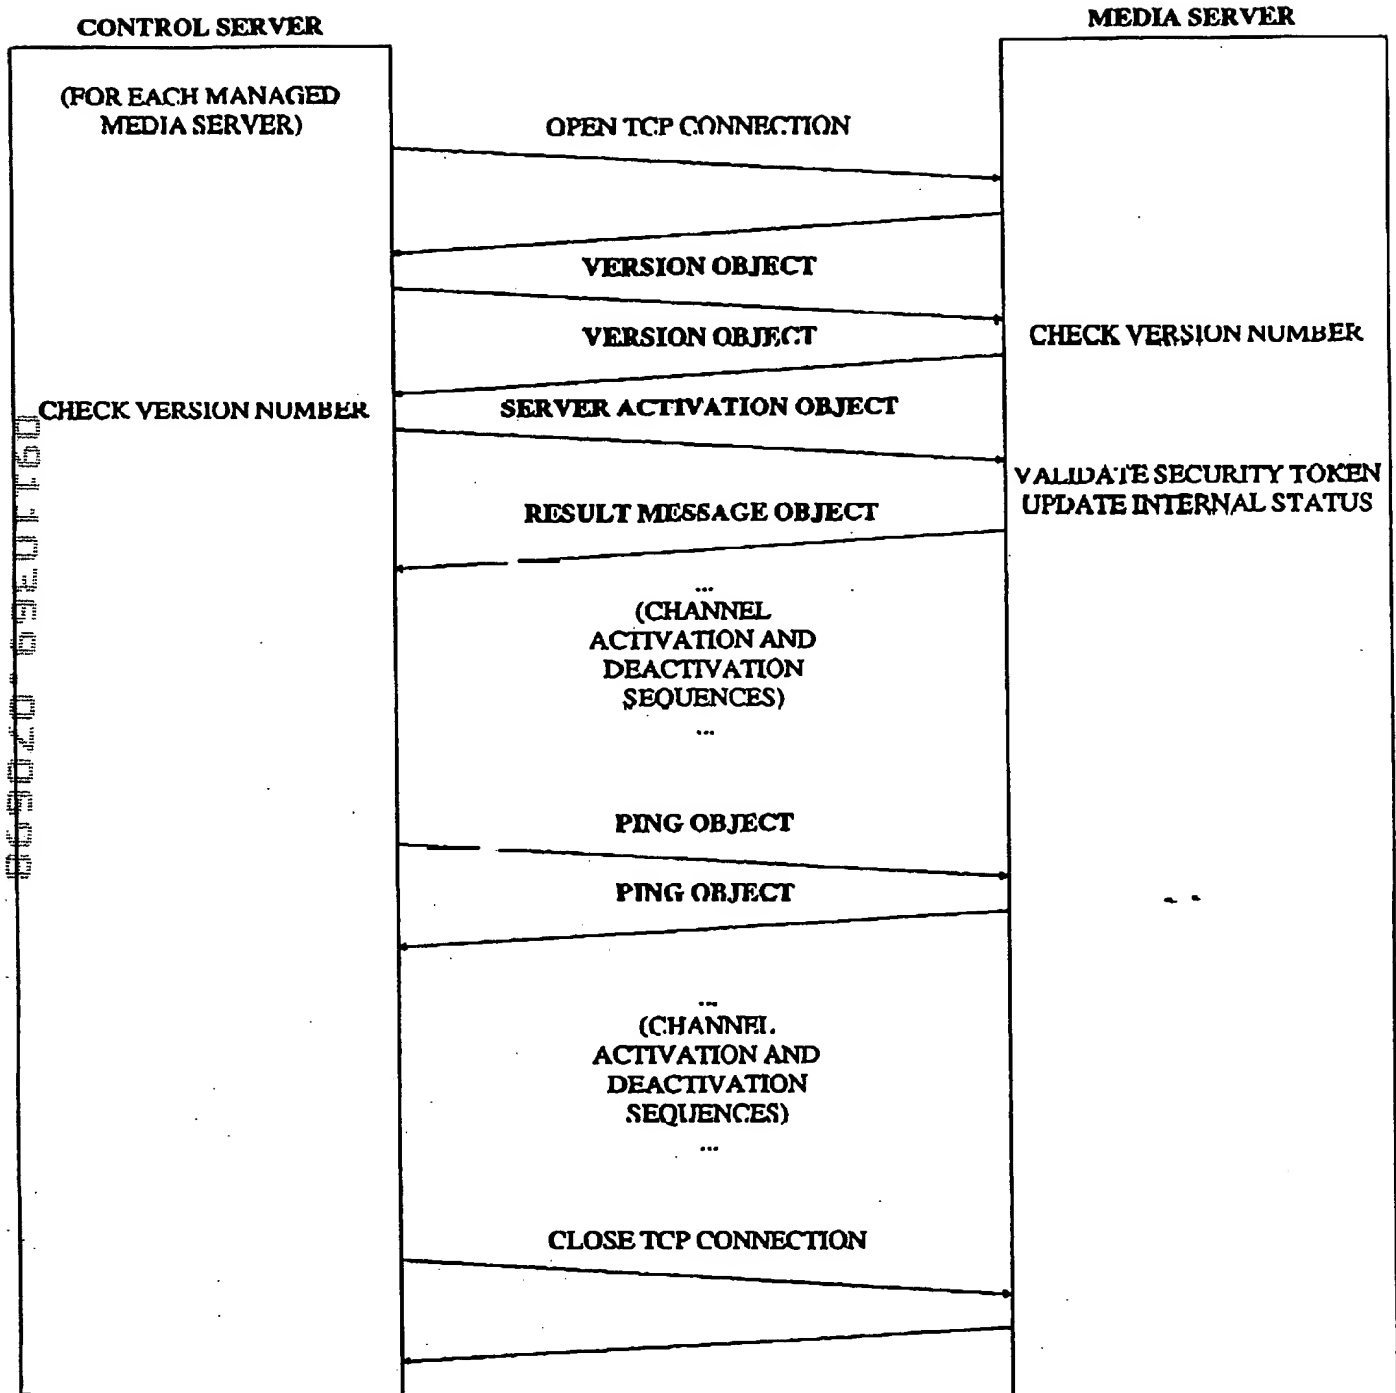 CONTROL SERVER
MEDIA SERVER
(FOR EACH MANAGED
MEDIA SERVER)
OPEN TCP CONNECTION
VERSION OBJECT
VERSION OBJECT
CHECK VERSION NUMBER
CHECK VERSION NUMBER
SERVER ACTIVATION OBJECT
VALIDATE SECURITY TOKEN
UPDATE INTERNAL STATUS
RESULT MESSAGE OBJECT
...
(CHANNEL
ACTIVATION AND
DEACTIVATION
SEQUENCES)
...
PING OBJECT
PING OBJECT
...
(CHANNEL
ACTIVATION AND
DEACTIVATION
SEQUENCES)
...
CLOSE TCP CONNECTION